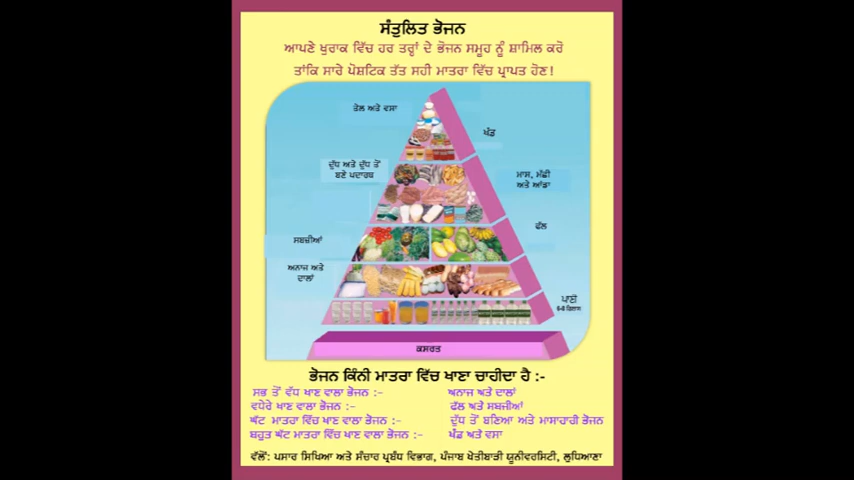 ਸੰਤੁਲਿਤ ਭੋਜਨ
ਆਪਣੇ ਖੁਰਾਕ ਵਿੱਚ ਹਰ ਤਰ੍ਹਾਂ ਦੇ ਭੋਜਨ ਸਮੂਹ ਨੂੰ ਸ਼ਾਮਿਲ ਕਰੋ
ਤਾਂਕਿ ਸਾਰੇ ਪੋਸ਼ਟਿਕ ਤੱਤ ਸਹੀ ਮਾਤਰਾ ਵਿੱਚ ਪ੍ਰਾਪਤ ਹੋਣ!
ਤੇਲ ਅਤੇ ਵਸਾ
ਖੰਡ
ਦੁੱਧ ਅਤੇ ਦੁੱਧ ਤੋਂ
ਬਣੇ ਪਦਾਰਥ
ਮਾਸ, ਮੱਛੀ
ਅਤੇ ਆਂਡਾ
ਫੱਲ
ਸਬਜ਼ੀਆਂ
ਅਨਾਜ ਅਤੇ
ਦਾਲਾਂ
ਪਾਣੀ
6-8 ਗਿਲਾਸ
ਕਸਰਤ
ਭੋਜਨ ਕਿੰਨੀ ਮਾਤਰਾ ਵਿੱਚ ਖਾਣਾ ਚਾਹੀਦਾ ਹੈ :-
ਸਭ ਤੋਂ ਵੱਧ ਖਾਣ ਵਾਲਾ ਭੋਜਨ :- ਅਨਾਜ ਅਤੇ ਦਾਲਾਂ
ਵਧੇਰੇ ਖਾਣ ਵਾਲਾ ਭੋਜਨ :- ਫੱਲ ਅਤੇ ਸਬਜੀਆਂ
ਘੱਟ ਮਾਤਰਾ ਵਿੱਚ ਖਾਣ ਵਾਲਾ ਭੋਜਨ :- ਦੁੱਧ ਤੋਂ ਬਣਿਆ ਅਤੇ ਮਾਸਾਹਾਰੀ ਭੋਜਨ
ਬਹੁਤ ਘੱਟ ਮਾਤਰਾ ਵਿੱਚ ਖਾਣ ਵਾਲਾ ਭੋਜਨ :- ਖੰਡ ਅਤੇ ਵਸਾ
ਵੱਲੋਂ: ਪਸਾਰ ਸਿਖਿਆ ਅਤੇ ਸੰਚਾਰ ਪ੍ਰਬੰਧ ਵਿਭਾਗ, ਪੰਜਾਬ ਖੇਤੀਬਾੜੀ ਯੂਨੀਵਰਸਿਟੀ, ਲੁਧਿਆਣਾ